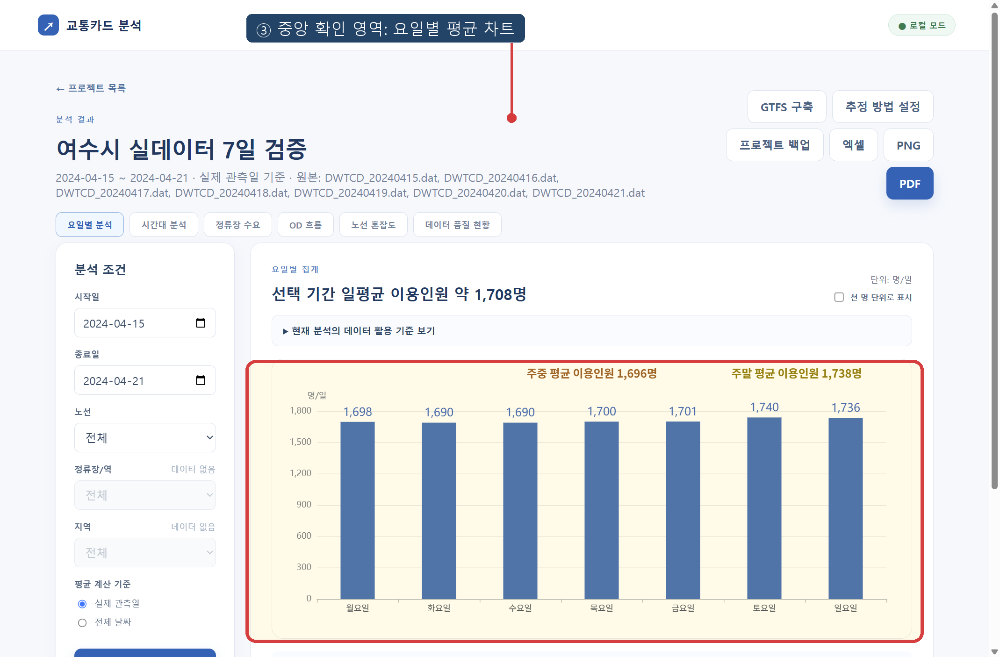 교통카드 분석
③ 중앙 확인 영역: 요일별 평균 차트
● 로컬 모드
← 프로젝트 목록
GTFS 구축
추정 방법 설정
분석 결과
프로젝트 백업
엑셀
PNG
여수시 실데이터 7일 검증
PDF
2024-04-15 ~ 2024-04-21 · 실제 관측일 기준 · 원본: DWTCD_20240415.dat, DWTCD_20240416.dat,
DWTCD_20240417.dat, DWTCD_20240418.dat, DWTCD_20240419.dat, DWTCD_20240420.dat, DWTCD_20240421.dat
요일별 분석
시간대 분석
정류장 수요
OD 흐름
노선 혼잡도
데이터 품질 현황
분석 조건
시작일
2024-04-15
종료일
2024-04-21
노선
전체
정류장/역
데이터 없음
전체
지역
데이터 없음
전체
평균 계산 기준
실제 관측일
전체 날짜
요일별 집계
선택 기간 일평균 이용인원 약 1,708명
단위: 명/일
천 명 단위로 표시
▶ 현재 분석의 데이터 활용 기준 보기
주중 평균 이용인원 1,696명
주말 평균 이용인원 1,738명
명/일
1,800
1,500
1,200
900
600
300
0
1,698
1,690
1,690
1,700
1,701
1,740
1,736
월요일
화요일
수요일
목요일
금요일
토요일
일요일